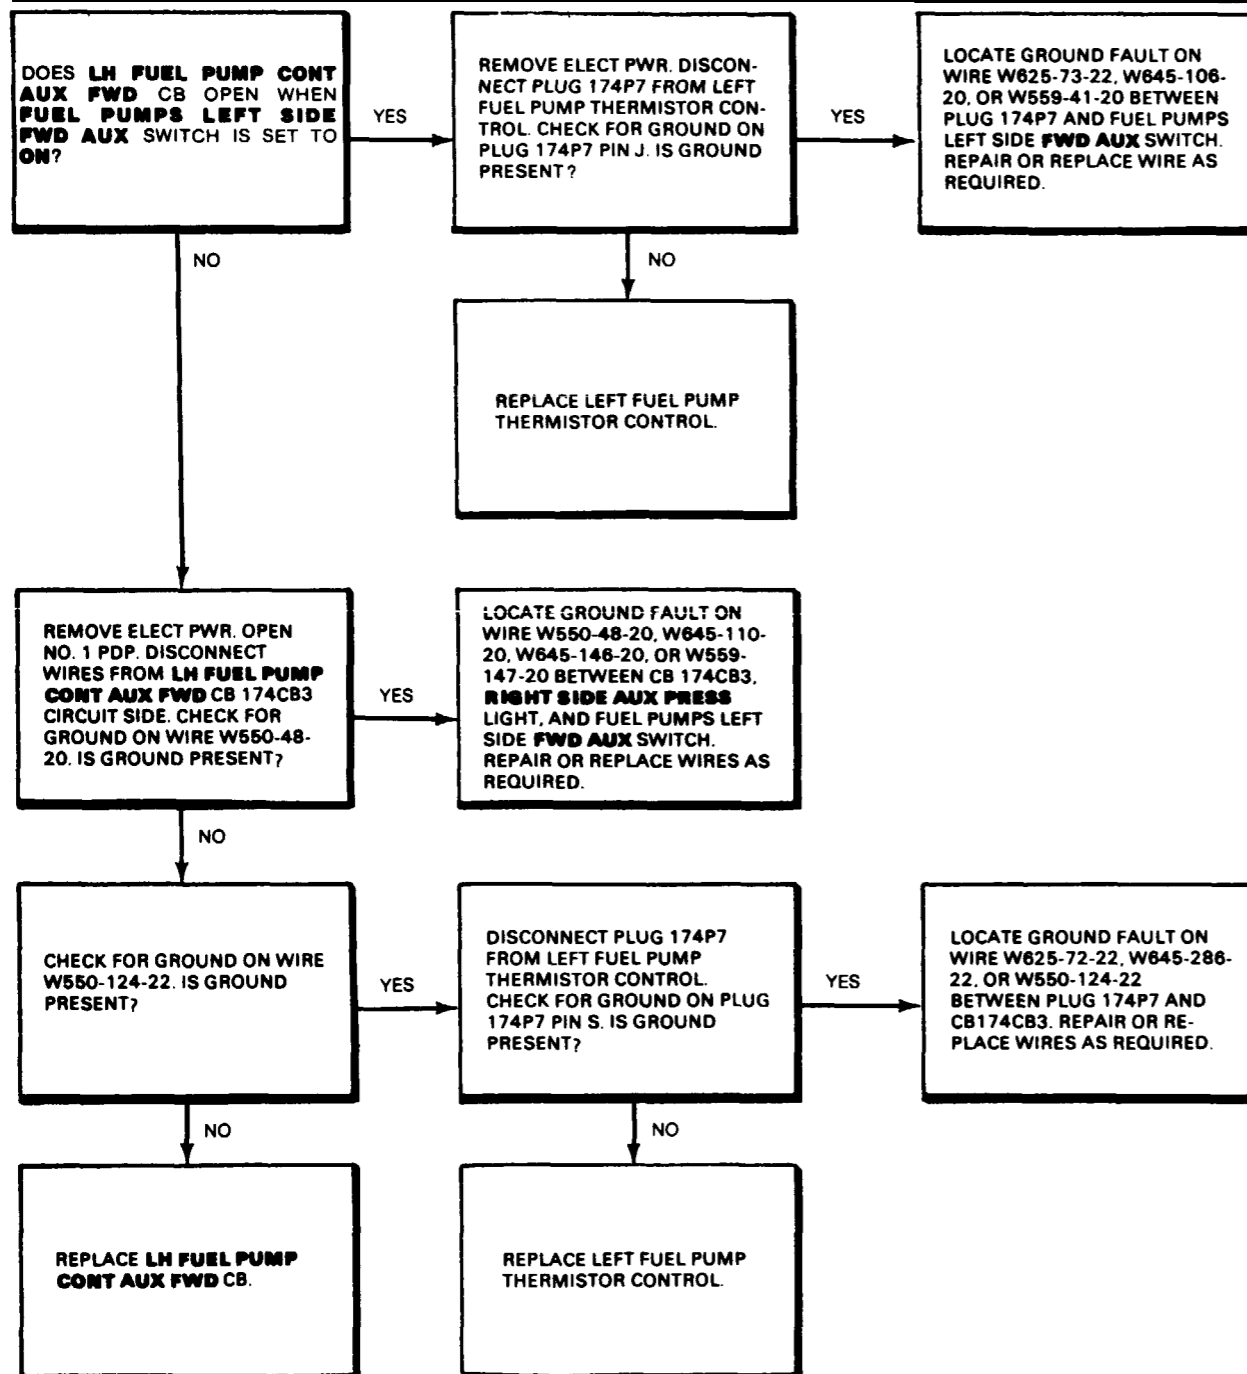 DOES LH FUEL PUMP CONT
AUX FWD CB OPEN WHEN
FUEL PUMPS LEFT SIDE
FWD AUX SWITCH IS SET TO
ON?
YES
REMOVE ELECT PWR. DISCON-
NECT PLUG 174P7 FROM LEFT
FUEL PUMP THERMISTOR CON-
TROL. CHECK FOR GROUND ON
PLUG 174P7 PIN J. IS GROUND
PRESENT?
YES
LOCATE GROUND FAULT ON
WIRE W625-73-22, W645-106-
20, OR W559-41-20 BETWEEN
PLUG 174P7 AND FUEL PUMPS
LEFT SIDE FWD AUX SWITCH.
REPAIR OR REPLACE WIRE AS
REQUIRED.
NO
NO
REPLACE LEFT FUEL PUMP
THERMISTOR CONTROL.
REMOVE ELECT PWR. OPEN
NO. 1 PDP. DISCONNECT
WIRES FROM LH FUEL PUMP
CONT AUX FWD CB 174CB3
CIRCUIT SIDE. CHECK FOR
GROUND ON WIRE W550-48-
20. IS GROUND PRESENT?
YES
LOCATE GROUND FAULT ON
WIRE W550-48-20, W645-110-
20, W645-146-20, OR W559-
147-20 BETWEEN CB 174CB3,
RIGHT SIDE AUX PRESS
LIGHT, AND FUEL PUMPS LEFT
SIDE FWD AUX SWITCH.
REPAIR OR REPLACE WIRES AS
REQUIRED.
NO
CHECK FOR GROUND ON WIRE
W550-124-22. IS GROUND
PRESENT?
YES
DISCONNECT PLUG 174P7
FROM LEFT FUEL PUMP
THERMISTOR CONTROL.
CHECK FOR GROUND ON PLUG
174P7 PIN S. IS GROUND
PRESENT?
YES
LOCATE GROUND FAULT ON
WIRE W625-72-22, W645-286-
22, OR W550-124-22
BETWEEN PLUG 174P7 AND
CB174CB3. REPAIR OR RE-
PLACE WIRES AS REQUIRED.
NO
NO
REPLACE LH FUEL PUMP
CONT AUX FWD CB.
REPLACE LEFT FUEL PUMP
THERMISTOR CONTROL.